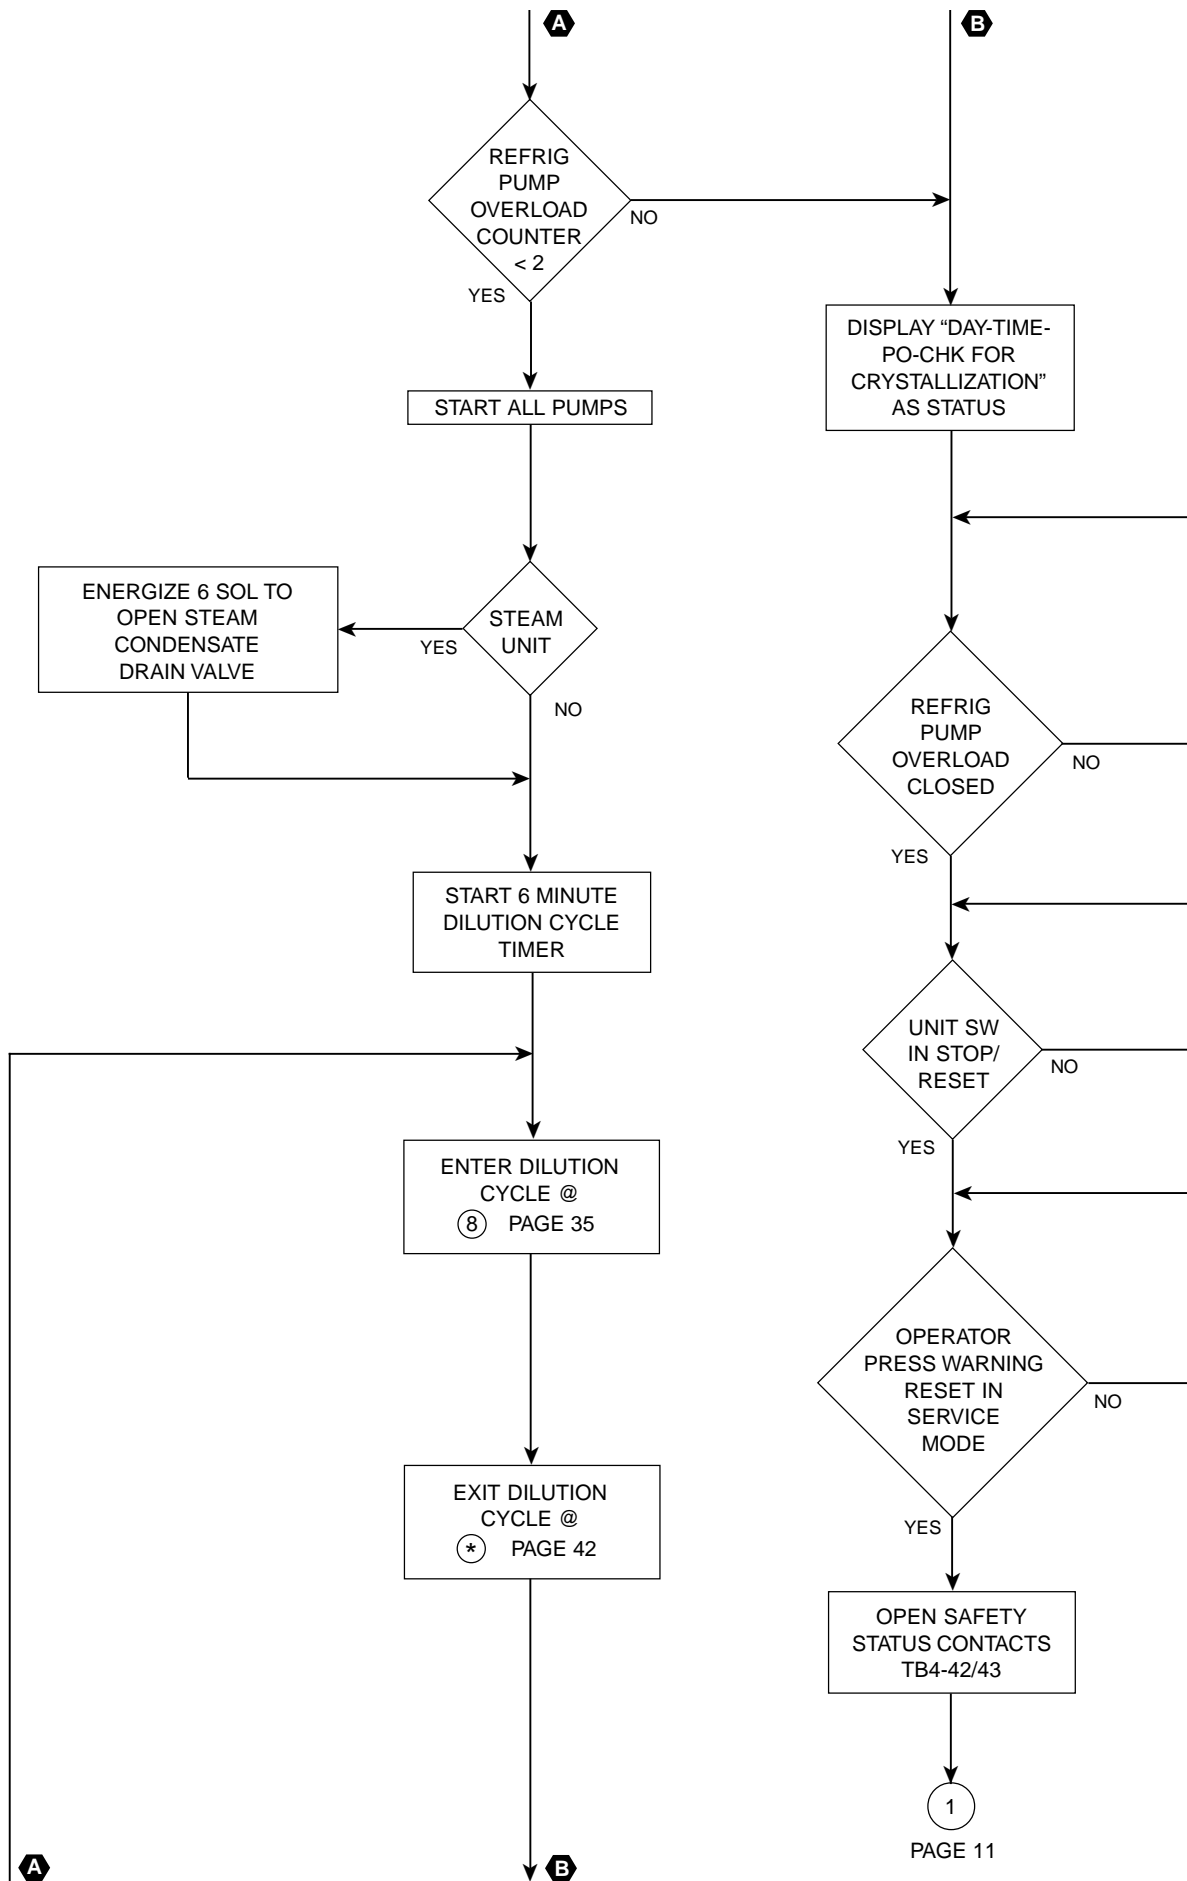 A
B
REFRIG
PUMP
OVERLOAD
COUNTER
< 2
NO
YES
START ALL PUMPS
STEAM
UNIT
YES
NO
ENERGIZE 6 SOL TO
OPEN STEAM
CONDENSATE
DRAIN VALVE
START 6 MINUTE
DILUTION CYCLE
TIMER
ENTER DILUTION
CYCLE @
8 PAGE 35
EXIT DILUTION
CYCLE @
* PAGE 42
A
B
DISPLAY “DAY-TIME-
PO-CHK FOR
CRYSTALLIZATION”
AS STATUS
REFRIG
PUMP
OVERLOAD
CLOSED
NO
YES
UNIT SW
IN STOP/
RESET
NO
YES
OPERATOR
PRESS WARNING
RESET IN
SERVICE
MODE
NO
YES
OPEN SAFETY
STATUS CONTACTS
TB4-42/43
1
PAGE 11